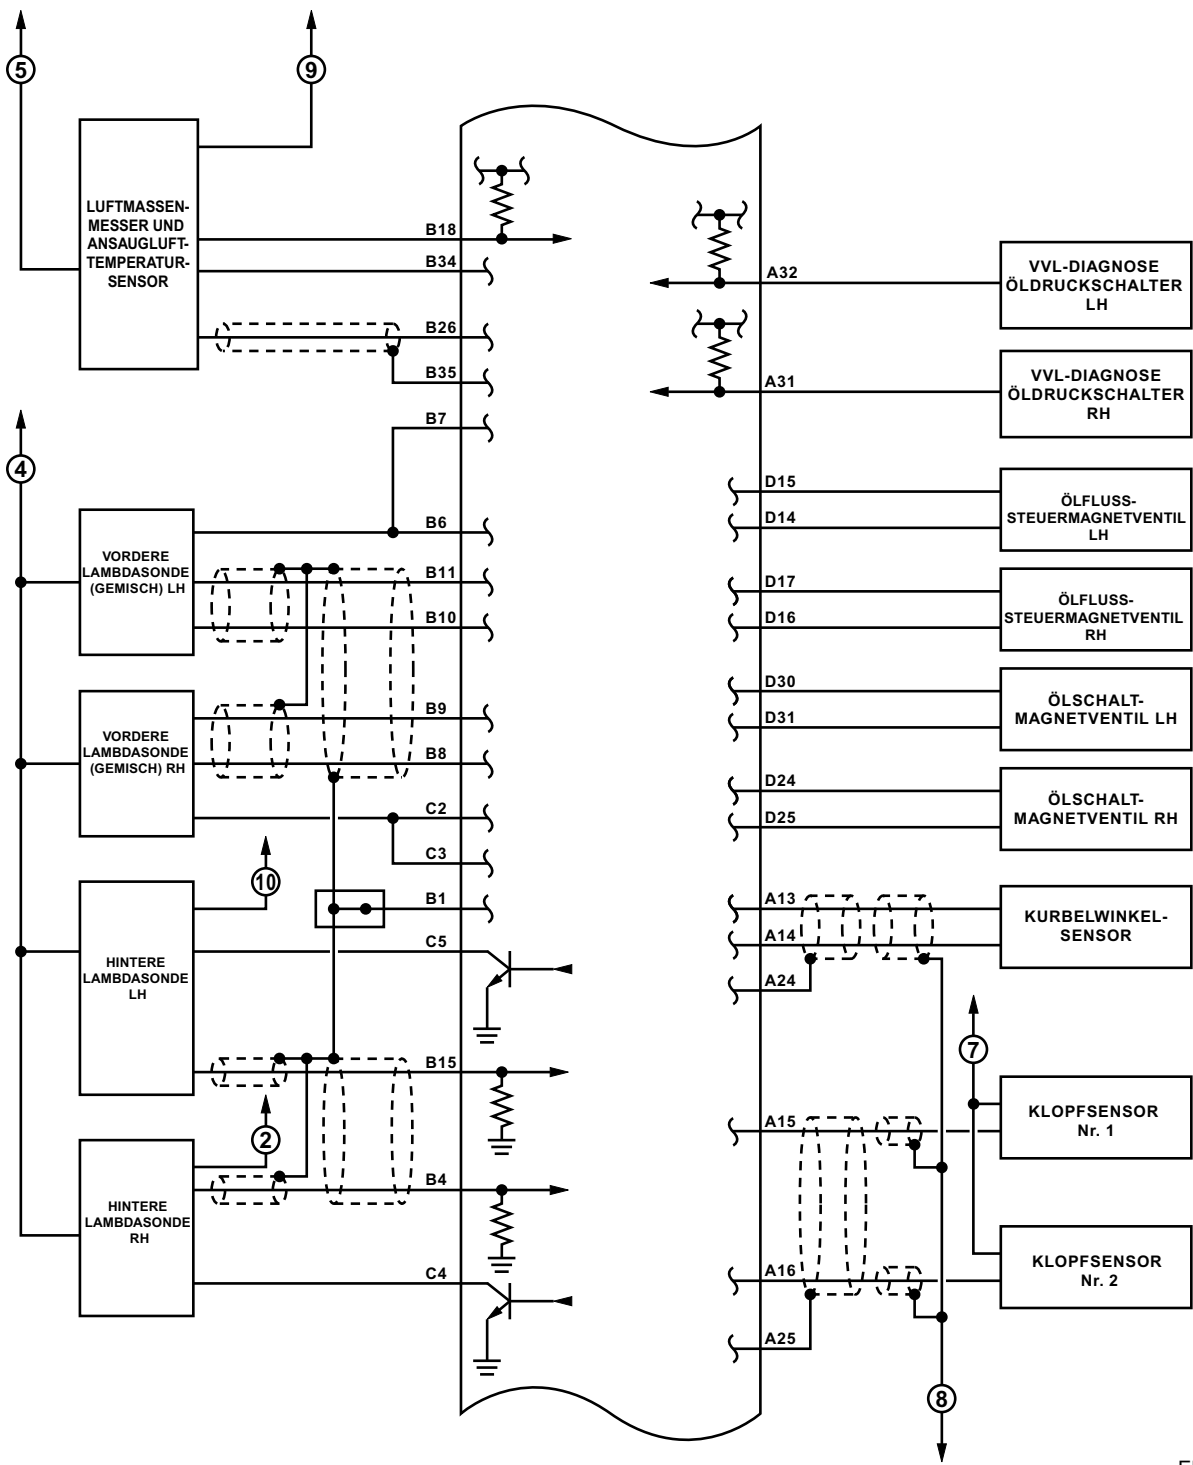 5
9
LUFTMASSEN-
MESSER UND
ANSAUGLUFT-
TEMPERATUR-
SENSOR
B18
B34
B26
B35
B7
4
VORDERE
LAMBDASONDE
(GEMISCH) LH
B6
B11
B10
VORDERE
LAMBDASONDE
(GEMISCH) RH
B9
B8
C2
C3
10
B1
HINTERE
LAMBDASONDE
LH
C5
B15
2
HINTERE
LAMBDASONDE
RH
B4
C4
A32
VVL-DIAGNOSE
ÖLDRUCKSCHALTER
LH
A31
VVL-DIAGNOSE
ÖLDRUCKSCHALTER
RH
D15
D14
ÖLFLUSS-
STEUERMAGNETVENTIL
LH
D17
D16
ÖLFLUSS-
STEUERMAGNETVENTIL
RH
D30
D31
ÖLSCHALT-
MAGNETVENTIL LH
D24
D25
ÖLSCHALT-
MAGNETVENTIL RH
A13
A14
A24
KURBELWINKEL-
SENSOR
7
A15
KLOPFSENSOR
Nr. 1
A16
A25
KLOPFSENSOR
Nr. 2
8